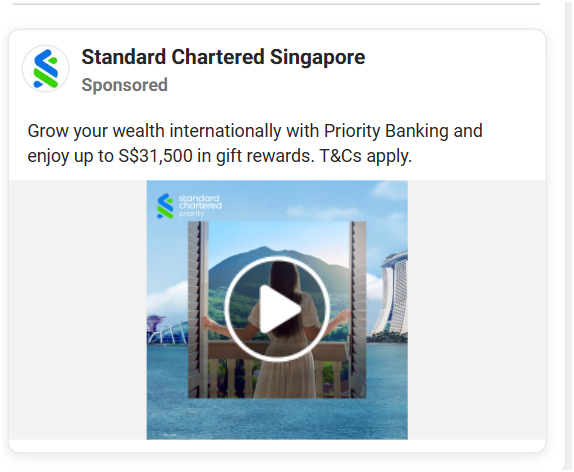 Standard Chartered Singapore
Sponsored
Grow your wealth internationally with Priority Banking and
enjoy up to S$31,500 in gift rewards. T&Cs apply.
standard
chartered
priority